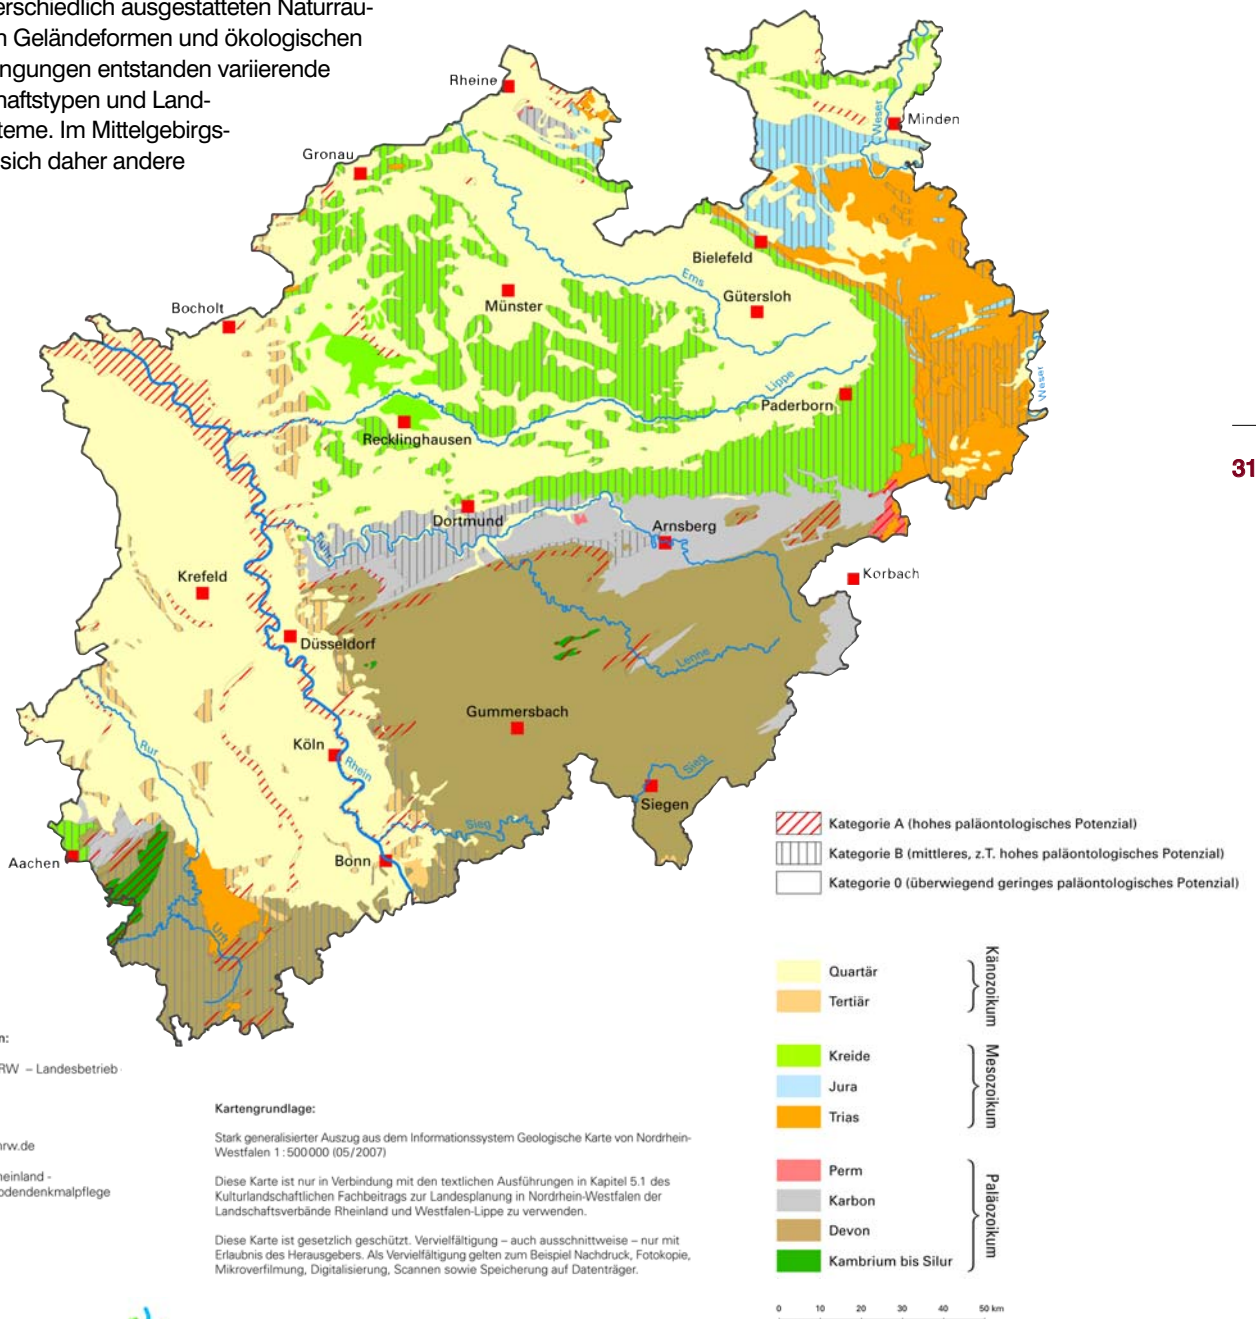 erschiedlich ausgestatteten Naturrau-
n Geländeformen und ökologischen
ngungen entstanden variierende
haftstypen und Land-
teme. Im Mittelgebirgs-
sich daher andere
Rheine
Minden
Weser
Gronau
Bielefeld
Ems
Gütersloh
Münster
Bocholt
Weser
Lippe
Paderborn
Recklinghausen
31
Dortmund
Arnsberg
Ruhr
Korbach
Krefeld
Düsseldorf
Lenne
Gummersbach
Köln
Rur
Rhein
Sieg
Siegen
Sieg
Bonn
Aachen
Urft
Kategorie A (hohes paläontologisches Potenzial)
Kategorie B (mittleres, z.T. hohes paläontologisches Potenzial)
Kategorie 0 (überwiegend geringes paläontologisches Potenzial)
Quartär
Tertiär
Känozoikum
Kreide
Jura
Trias
Mesozoikum
Perm
Karbon
Devon
Kambrium bis Silur
Paläozoikum
0 10 20 30 40 50 km
n:
RW – Landesbetrieb
nrw.de
heinland -
odendenkmalpflege
Kartengrundlage:
Stark generalisierter Auszug aus dem Informationssystem Geologische Karte von Nordrhein-
Westfalen 1:500000 (05/2007)
Diese Karte ist nur in Verbindung mit den textlichen Ausführungen in Kapitel 5.1 des
Kulturlandschaftlichen Fachbeitrags zur Landesplanung in Nordrhein-Westfalen der
Landschaftsverbände Rheinland und Westfalen-Lippe zu verwenden.
Diese Karte ist gesetzlich geschützt. Vervielfältigung – auch ausschnittweise – nur mit
Erlaubnis des Herausgebers. Als Vervielfältigung gelten zum Beispiel Nachdruck, Fotokopie,
Mikroverfilmung, Digitalisierung, Scannen sowie Speicherung auf Datenträger.